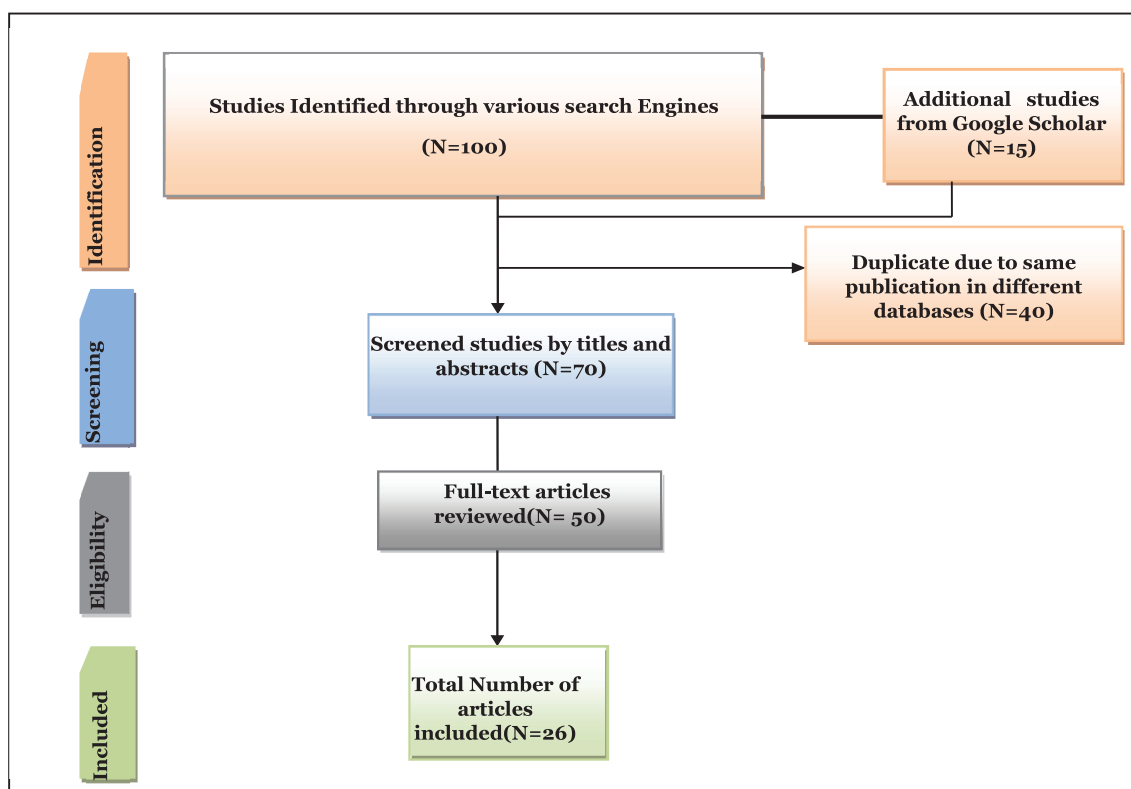 Identification
Studies Identified through various search Engines
(N=100)
Additional studies
from Google Scholar
(N=15)
Duplicate due to same
publication in different
databases (N=40)
Screening
Screened studies by titles and
abstracts (N=70)
Eligibility
Full-text articles
reviewed(N= 50)
Included
Total Number of
articles
included(N=26)